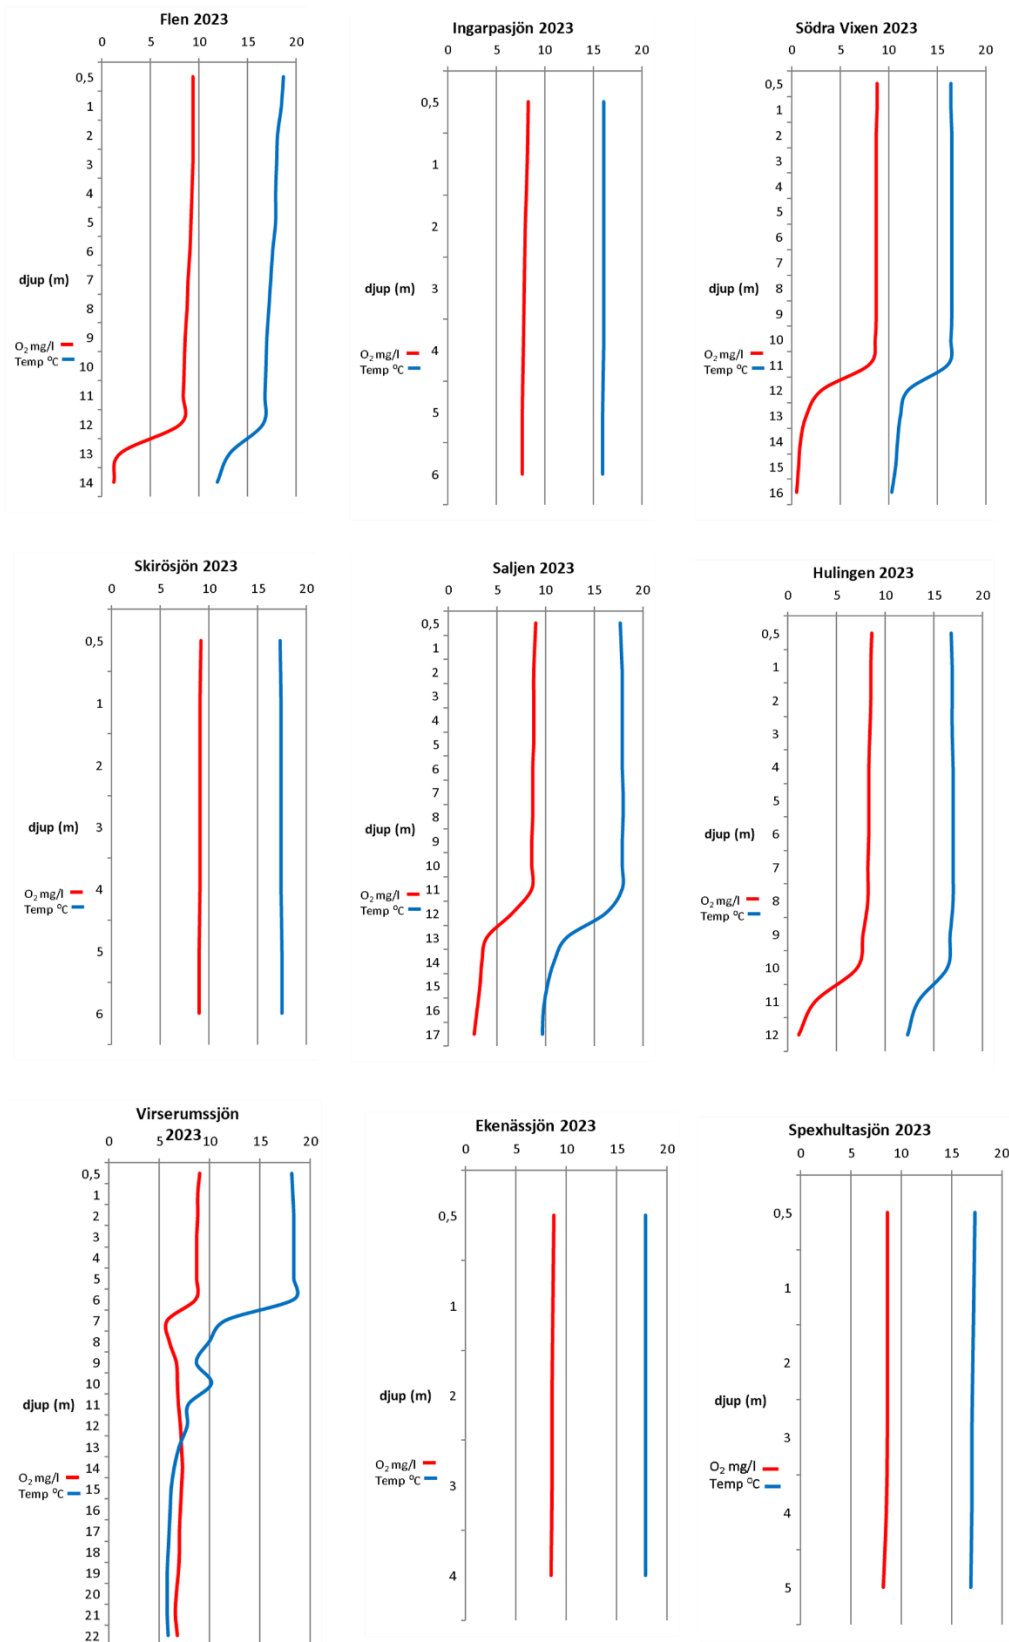 Flen 2023
0 5 10 15 20
0,5
1
2
3
4
5
6
7
8
9
10
11
12
13
14
djup (m)
O₂ mg/l
Temp °C
Ingarpasjön 2023
0 5 10 15 20
0,5
1
2
3
4
5
6
djup (m)
O₂ mg/l
Temp °C
Södra Vixen 2023
0 5 10 15 20
0,5
1
2
3
4
5
6
7
8
9
10
11
12
13
14
15
16
djup (m)
O₂ mg/l
Temp °C
Skirösjön 2023
0 5 10 15 20
0,5
1
2
3
4
5
6
djup (m)
O₂ mg/l
Temp °C
Saljen 2023
0 5 10 15 20
0,5
1
2
3
4
5
6
7
8
9
10
11
12
13
14
15
16
17
djup (m)
O₂ mg/l
Temp °C
Hulingen 2023
0 5 10 15 20
0,5
1
2
3
4
5
6
7
8
9
10
11
12
djup (m)
O₂ mg/l
Temp °C
Virserumssjön
2023
0 5 10 15 20
0,5
1
2
3
4
5
6
7
8
9
10
11
12
13
14
15
16
17
18
19
20
21
22
djup (m)
O₂ mg/l
Temp °C
Ekenässjön 2023
0 5 10 15 20
0,5
1
2
3
4
djup (m)
O₂ mg/l
Temp °C
Spexhultasjön 2023
0 5 10 15 20
0,5
1
2
3
4
5
djup (m)
O₂ mg/l
Temp °C